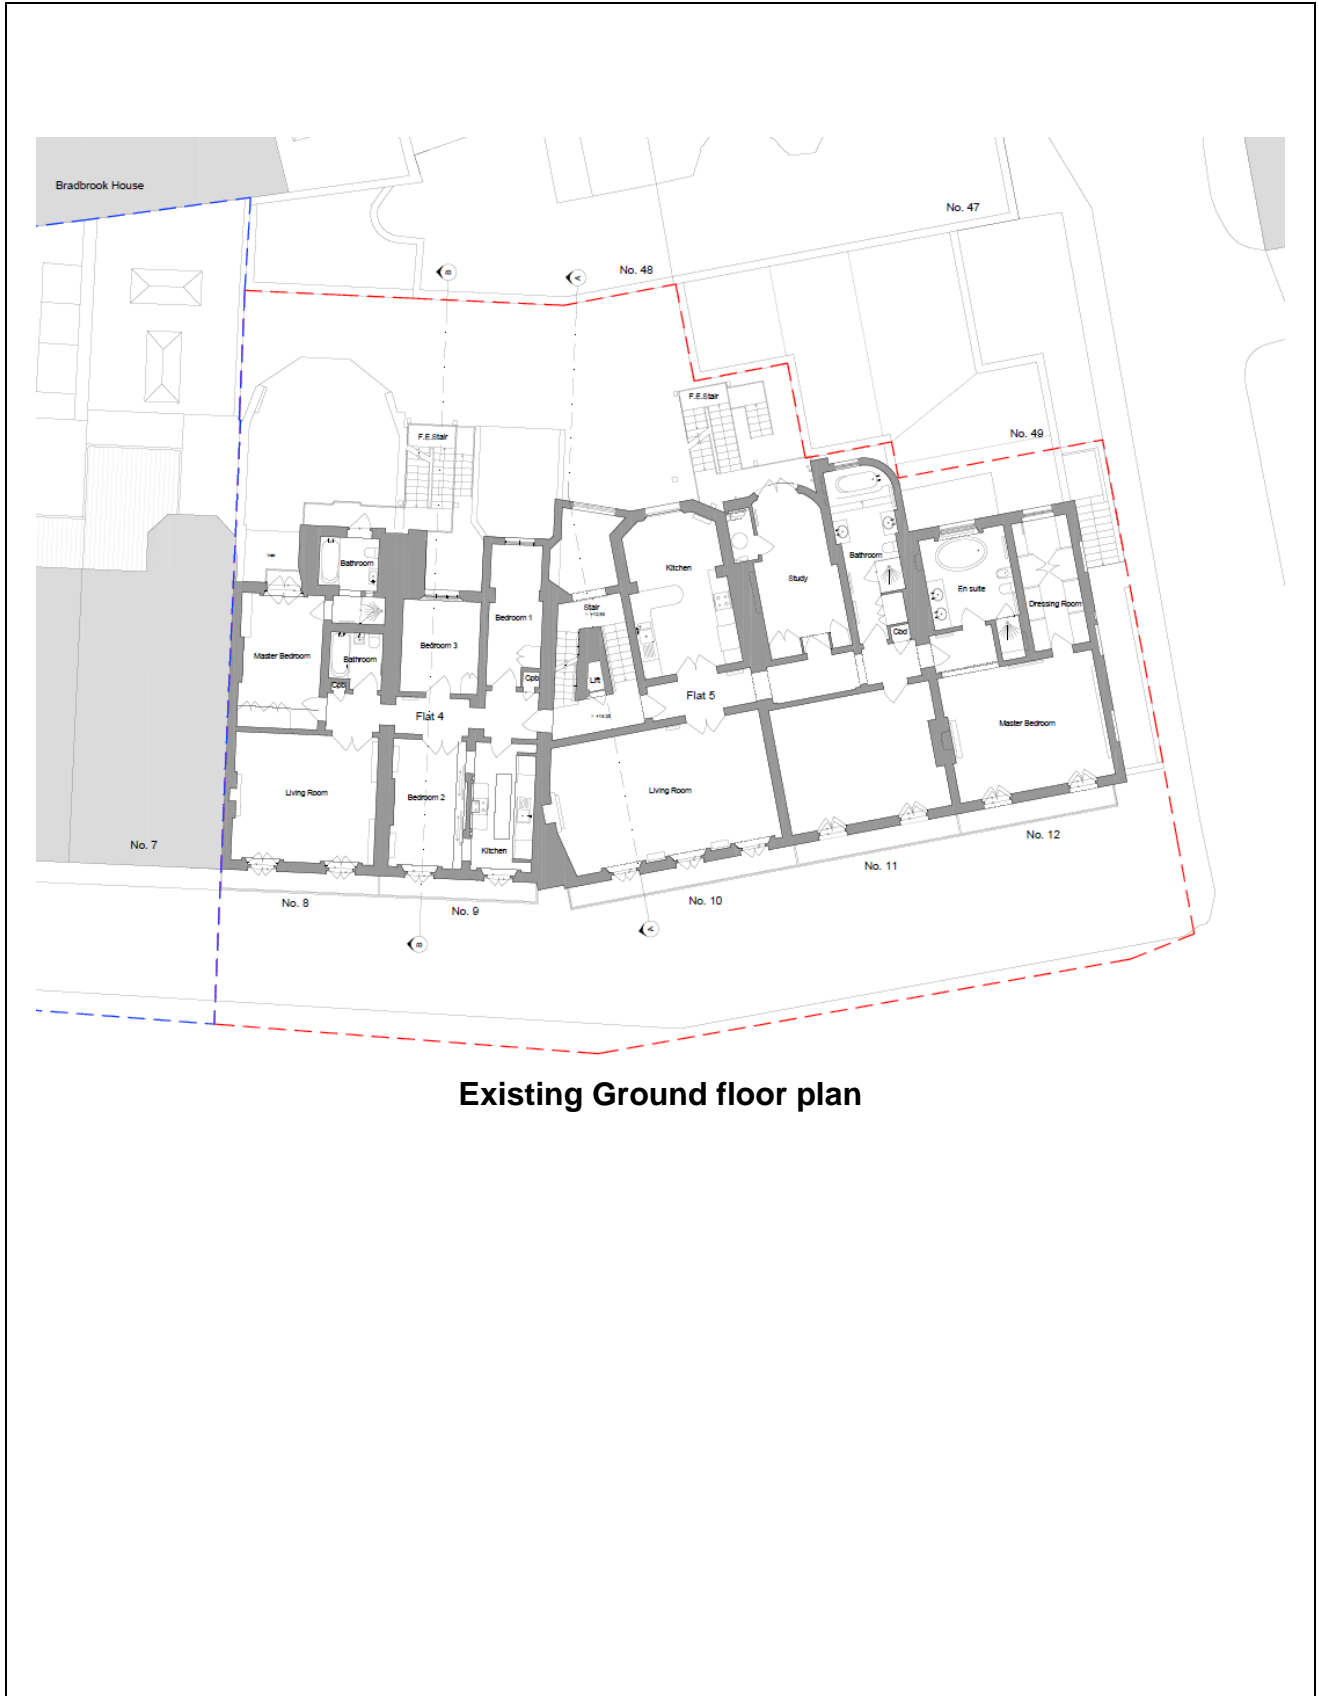 Bradbrook House
No. 47
No. 48
B
A
F.E.Stair
F.E.Stair
No. 49
Bathroom
Kitchen
Study
Bathroom
En suite
Dressing Room
Stair
Bedroom 1
Bedroom 3
Master Bedroom
Bathroom
Cpb
Cpb
Lift
Cbd
Flat 5
Flat 4
Master Bedroom
Living Room
Bedroom 2
Living Room
Kitchen
No. 7
No. 12
No. 11
No. 10
No. 8
No. 9
A
B
Existing Ground floor plan